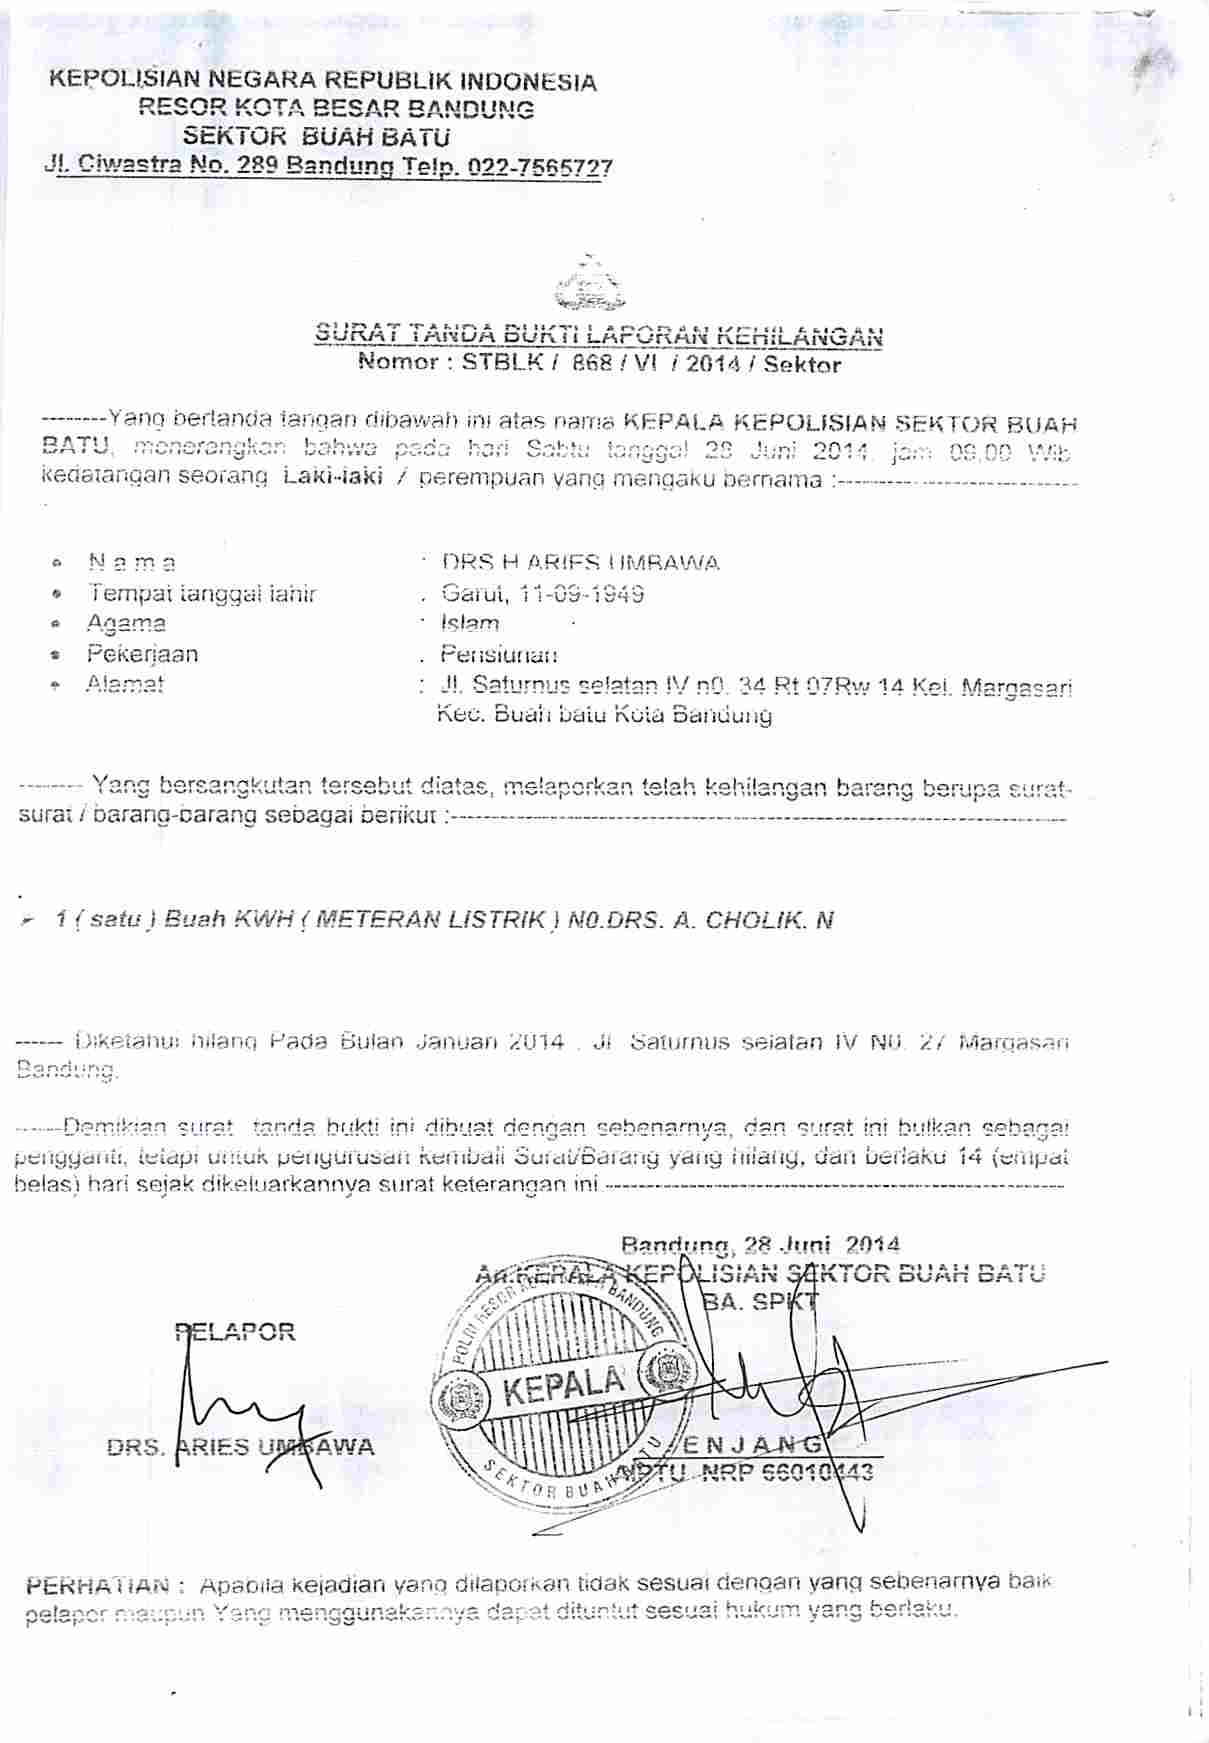 KEPOLISIAN NEGARA REPUBLIK INDONESIA
RESOR KOTA BESAR BANDUNG
SEKTOR BUAH BATU
Jl. Ciwastra No. 289 Bandung Telp. 022-7565727
SURAT TANDA BUKTI LAPORAN KEHILANGAN
Nomor : STBLK / 868 / VI / 2014 / Sektor
--------Yang bertanda tangan dibawah ini atas nama KEPALA KEPOLISIAN SEKTOR BUAH
BATU, menerangkan bahwa pada hari Sabtu tanggal 28 Juni 2014, jam 09,00 Wib
kedatangan seorang Laki-laki / perempuan yang mengaku bernama :------------------------------
• N a m a : DRS H ARIES UMBAWA
• Tempat tanggal lahir : Garut, 11-09-1949
• Agama : Islam
• Pekerjaan : Pensiunan
• Alamat : Jl. Saturnus selatan IV n0. 34 Rt 07Rw 14 Kel. Margasari
Kec. Buah batu Kota Bandung
-------- Yang bersangkutan tersebut diatas, melaporkan telah kehilangan barang berupa surat-
surat / barang-barang sebagai berikut :------------------------------------------------------------------------------
➢ 1 ( satu ) Buah KWH ( METERAN LISTRIK ) N0.DRS. A. CHOLIK. N
------ Diketahui hilang Pada Bulan Januari 2014 . Jl Saturnus selatan IV N0. 27 Margasari
Bandung.
------Demikian surat tanda bukti ini dibuat dengan sebenarnya, dan surat ini bulkan sebagai
pengganti, tetapi untuk pengurusan kembali Surat/Barang yang hilang, dan berlaku 14 (empat
belas) hari sejak dikeluarkannya surat keterangan ini.----------------------------------------------------------
Bandung, 28 Juni 2014
An.KEPALA KEPOLISIAN SEKTOR BUAH BATU
BA. SPKT
PELAPOR
POLRI RESOR BANDUNG
KEPALA
SEKTOR BUAH BATU
DRS. ARIES UMBAWA
E N J A N G
AIPTU NRP 66010443
PERHATIAN : Apabila kejadian yang dilaporkan tidak sesuai dengan yang sebenarnya baik
pelapor maupun Yang menggunakannya dapat dituntut sesuai hukum yang berlaku.